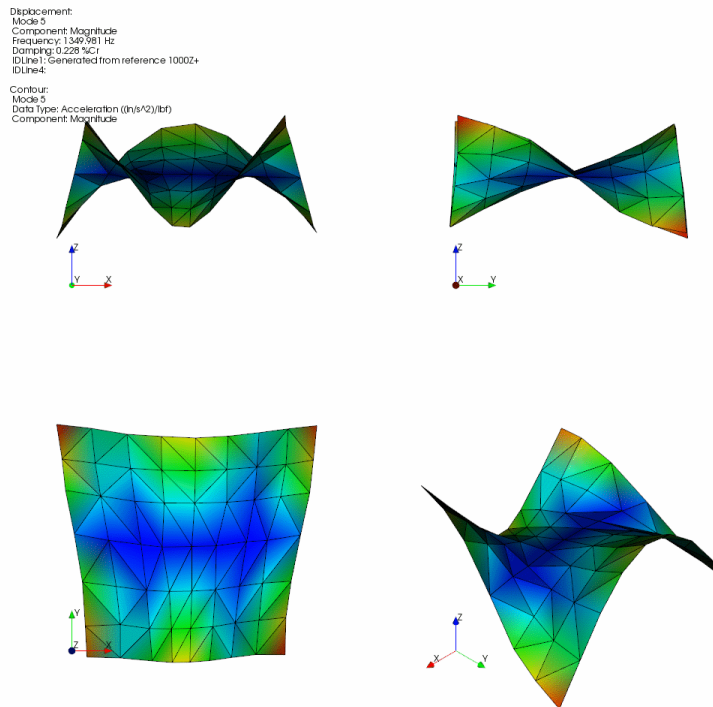 Displacement:
Mode 5
Component: Magnitude
Frequency: 1349.981 Hz
Damping: 0.228 %Cr
IDLine1: Generated from reference 1000Z+
IDLine4:
Contour:
Mode 5
Data Type: Acceleration ((in/s^2)/lbf)
Component: Magnitude
Z
Y X
Z
X Y
Y
Z X
Z
X Y